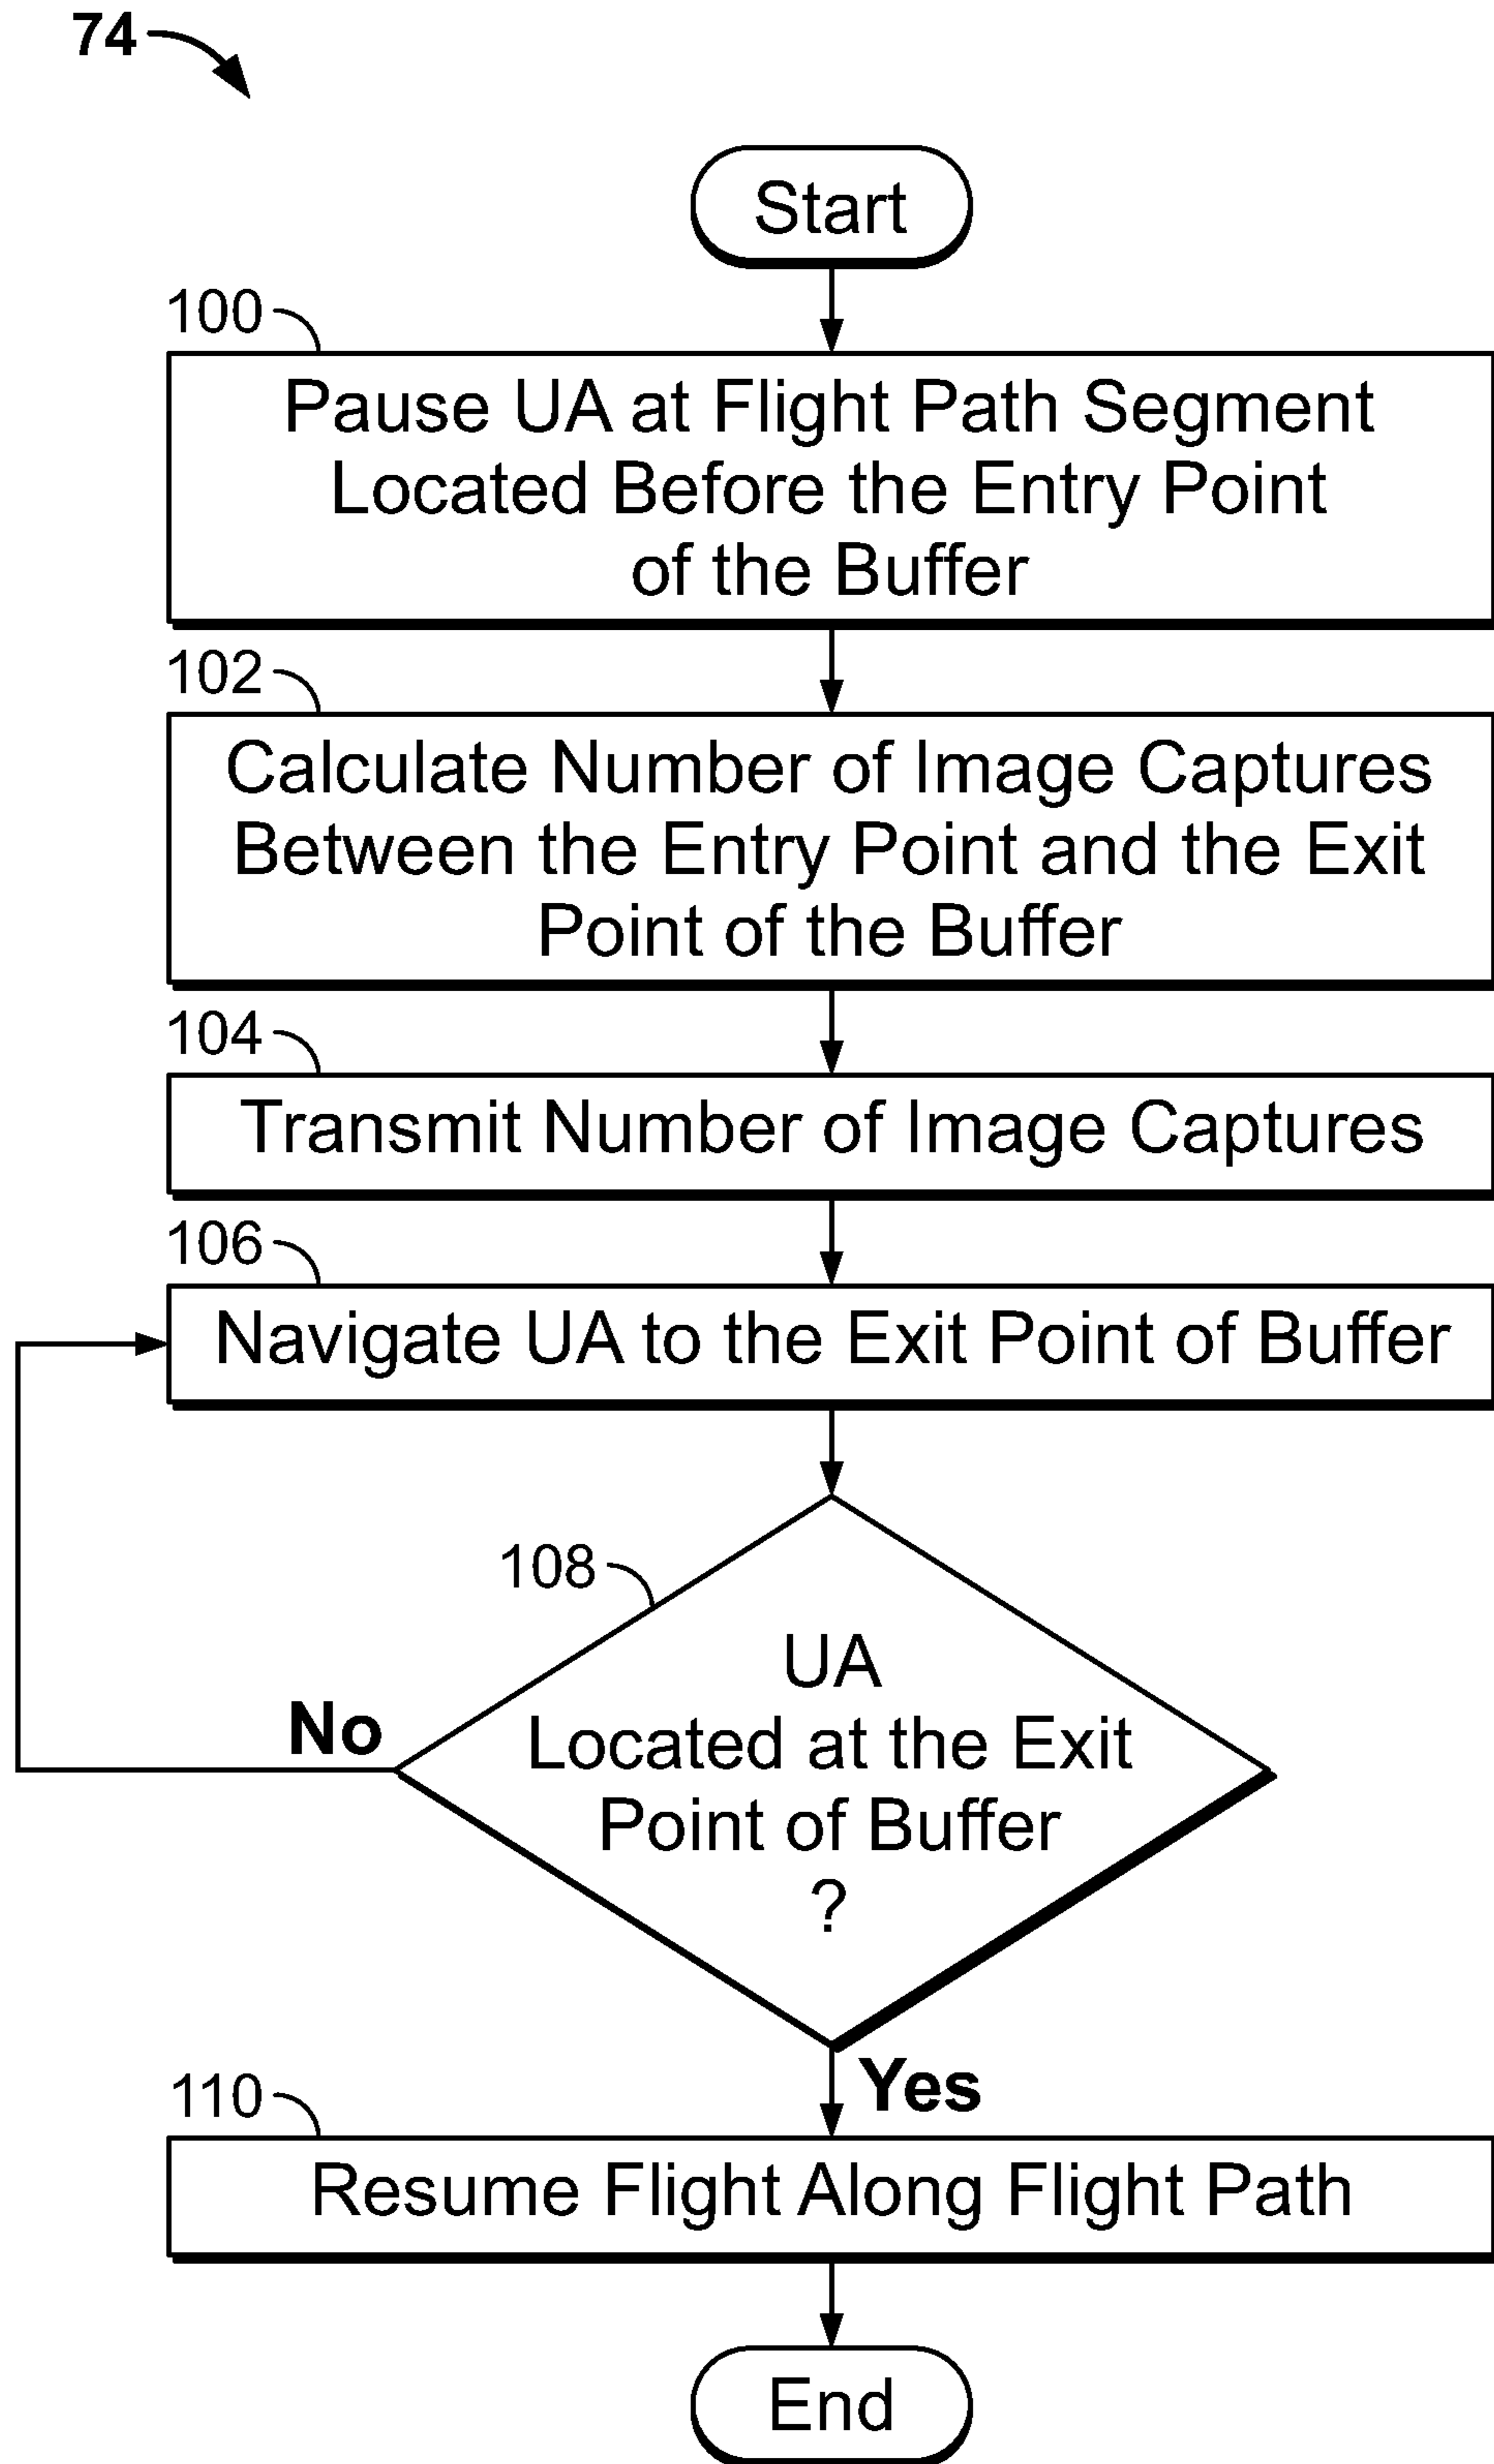 74
Start
100
Pause UA at Flight Path Segment
Located Before the Entry Point
of the Buffer
102
Calculate Number of Image Captures
Between the Entry Point and the Exit
Point of the Buffer
104
Transmit Number of Image Captures
106
Navigate UA to the Exit Point of Buffer
108
UA
Located at the Exit
Point of Buffer
?
No
Yes
110
Resume Flight Along Flight Path
End